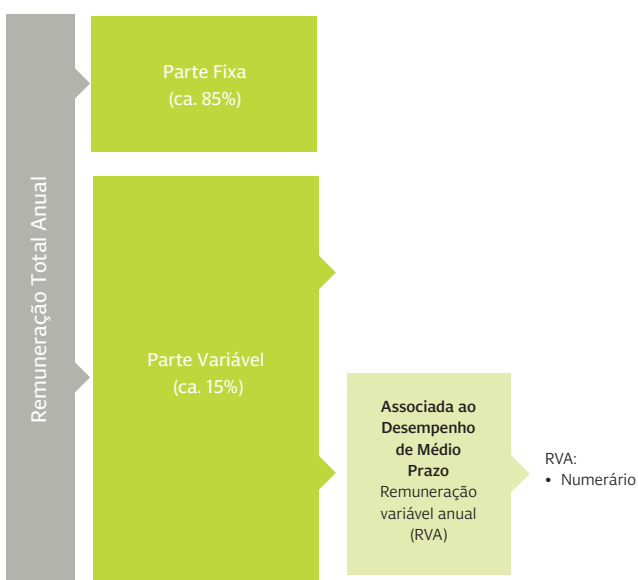 Remuneração Total Anual
Parte Fixa
(ca. 85%)
Parte Variável
(ca. 15%)
Associada ao
Desempenho
de Médio
Prazo
Remuneração
variável anual
(RVA)
RVA:
• Numerário